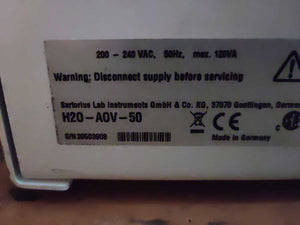 200 - 240 VAC, 50Hz, max. 120VA
Warning: Disconnect supply before servicing
Sartorius Lab Instruments GmbH & Co. KG, 37070 Goettingen, Germany
H2O-AOV-50
S/N 39503908
CE
Made in Germany